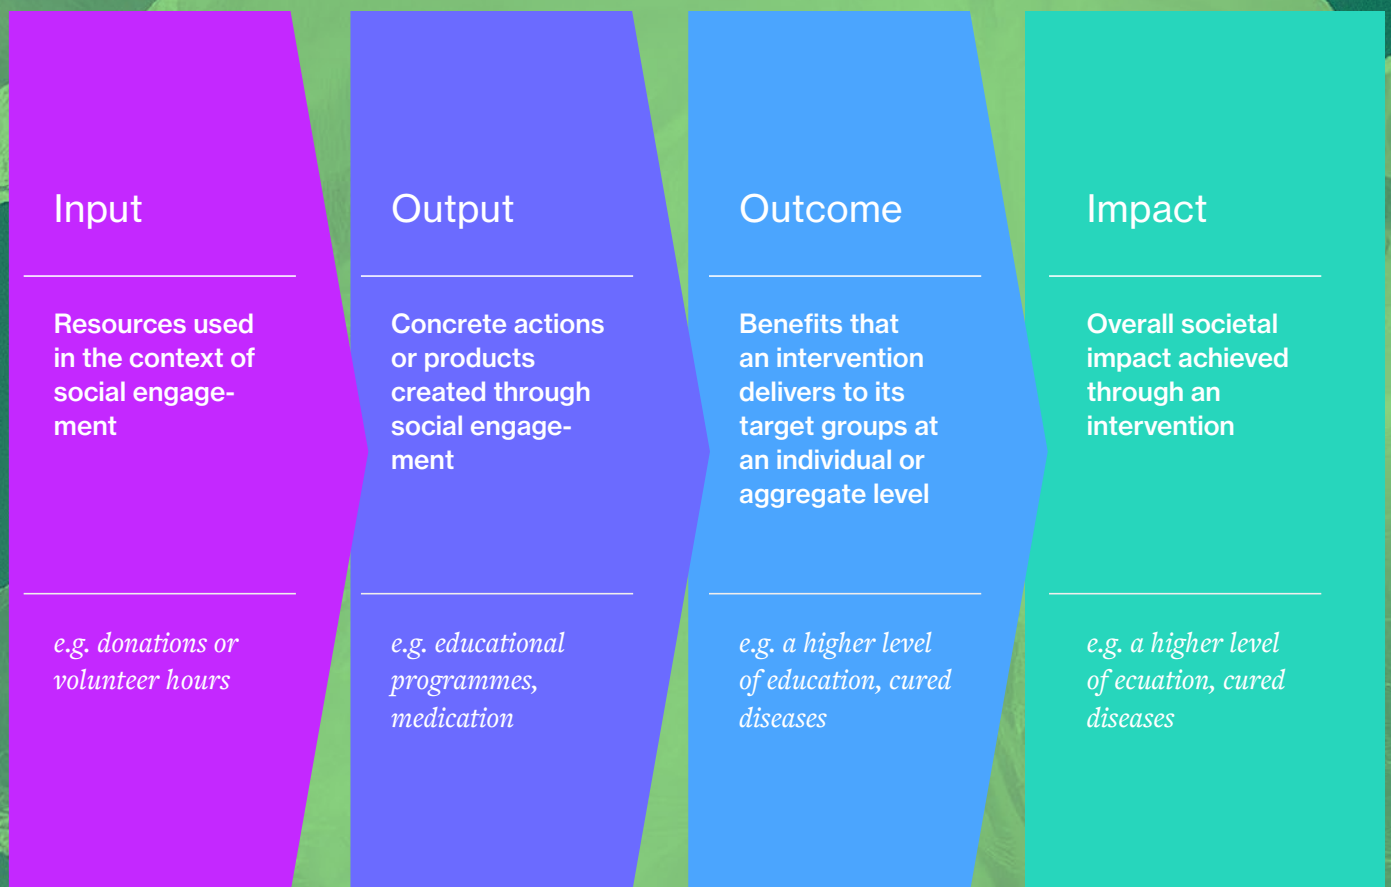 Input
Resources used
in the context of
social engage-
ment
e.g. donations or
volunteer hours
Output
Concrete actions
or products
created through
social engage-
ment
e.g. educational
programmes,
medication
Outcome
Benefits that
an intervention
delivers to its
target groups at
an individual or
aggregate level
e.g. a higher level
of education, cured
diseases
Impact
Overall societal
impact achieved
through an
intervention
e.g. a higher level
of ecuation, cured
diseases